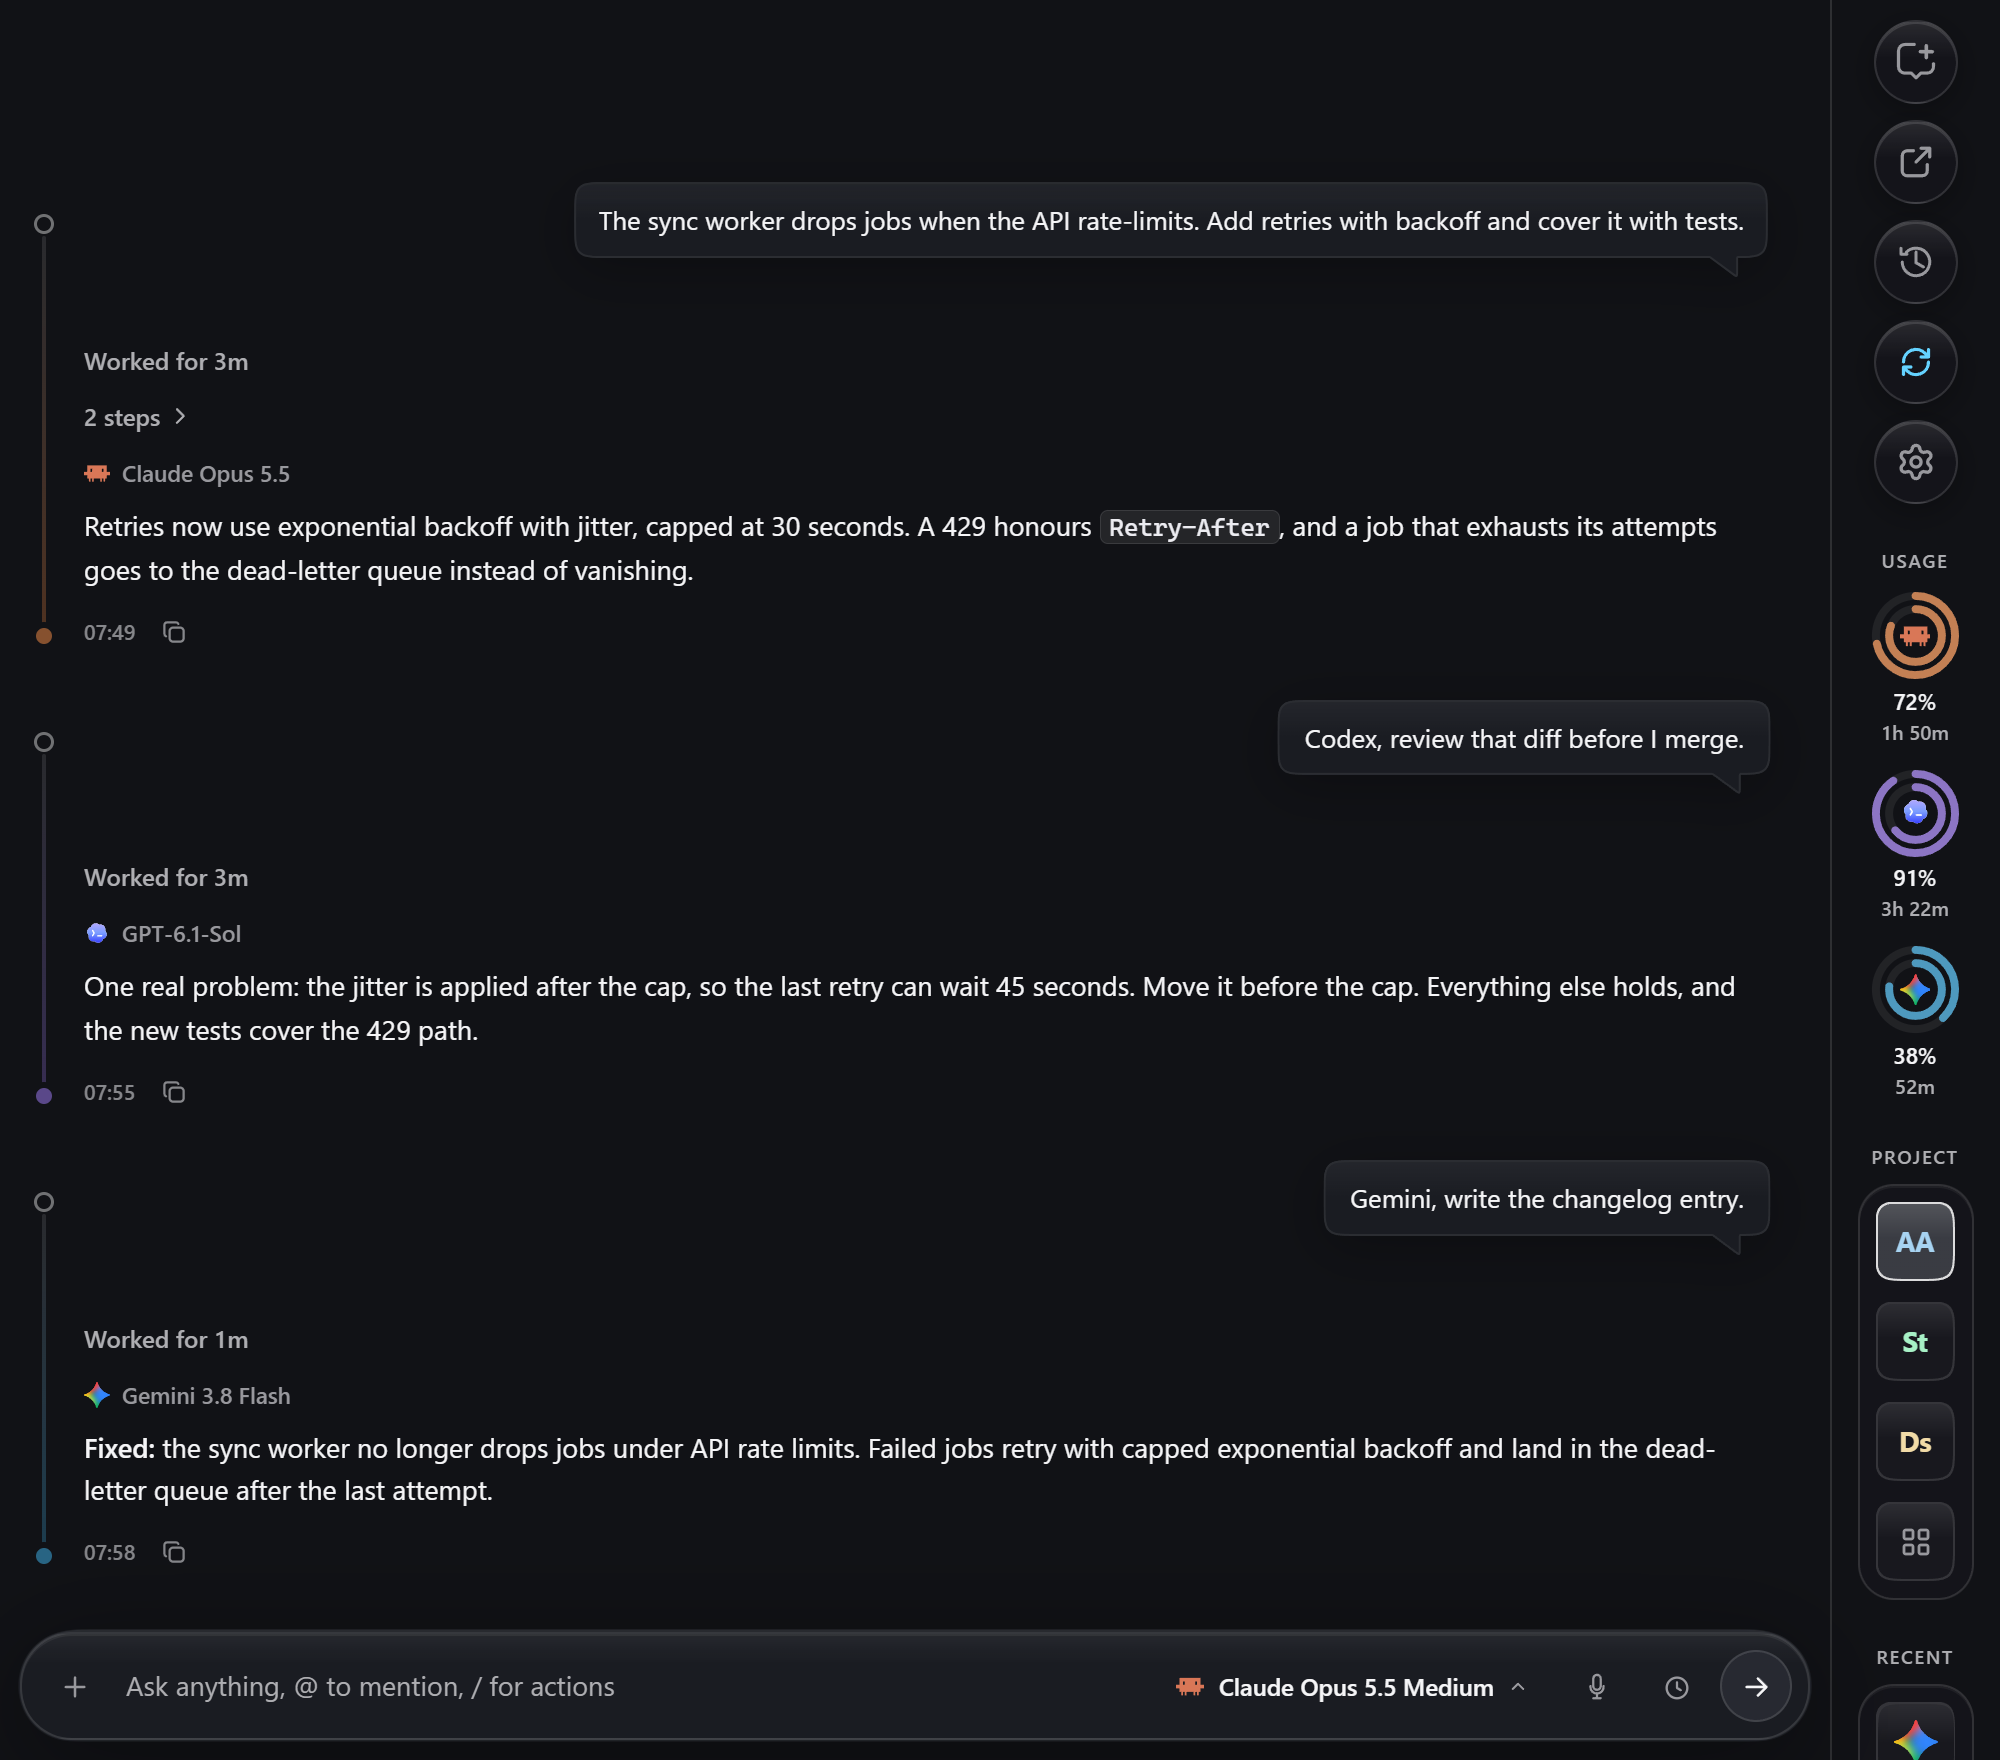 The sync worker drops jobs when the API rate-limits. Add retries with backoff and cover it with tests.
Worked for 3m
2 steps
Claude Opus 5.5
Retries now use exponential backoff with jitter, capped at 30 seconds. A 429 honours Retry-After, and a job that exhausts its attempts
goes to the dead-letter queue instead of vanishing.
07:49
Codex, review that diff before I merge.
Worked for 3m
GPT-6.1-Sol
One real problem: the jitter is applied after the cap, so the last retry can wait 45 seconds. Move it before the cap. Everything else holds, and
the new tests cover the 429 path.
07:55
Gemini, write the changelog entry.
Worked for 1m
Gemini 3.8 Flash
Fixed: the sync worker no longer drops jobs under API rate limits. Failed jobs retry with capped exponential backoff and land in the dead-
letter queue after the last attempt.
07:58
Ask anything, @ to mention, / for actions
Claude Opus 5.5 Medium
USAGE
72%
1h 50m
91%
3h 22m
38%
52m
PROJECT
AA
St
Ds
RECENT